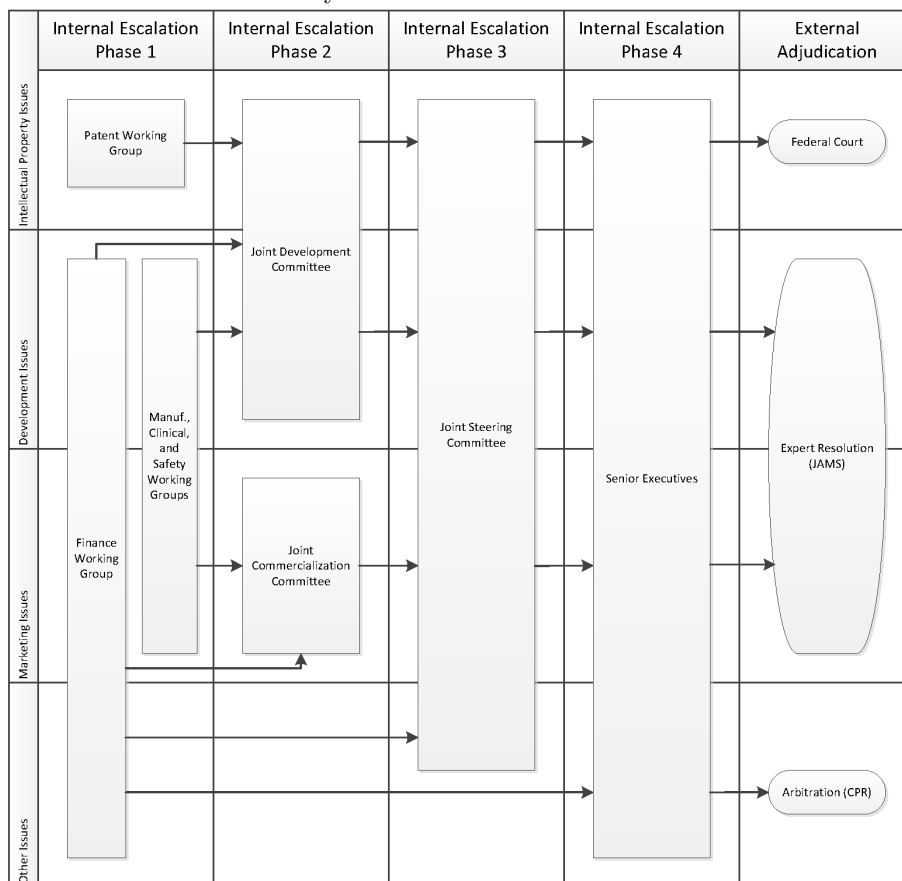 Internal Escalation
Phase 1
Internal Escalation
Phase 2
Internal Escalation
Phase 3
Internal Escalation
Phase 4
External
Adjudication
Intellectual Property Issues
Patent Working
Group
Federal Court
Development Issues
Joint Development
Committee
Manuf.,
Clinical,
and
Safety
Working
Groups
Joint Steering
Committee
Expert Resolution
(JAMS)
Senior Executives
Marketing Issues
Finance
Working
Group
Joint
Commercialization
Committee
Other Issues
Arbitration (CPR)